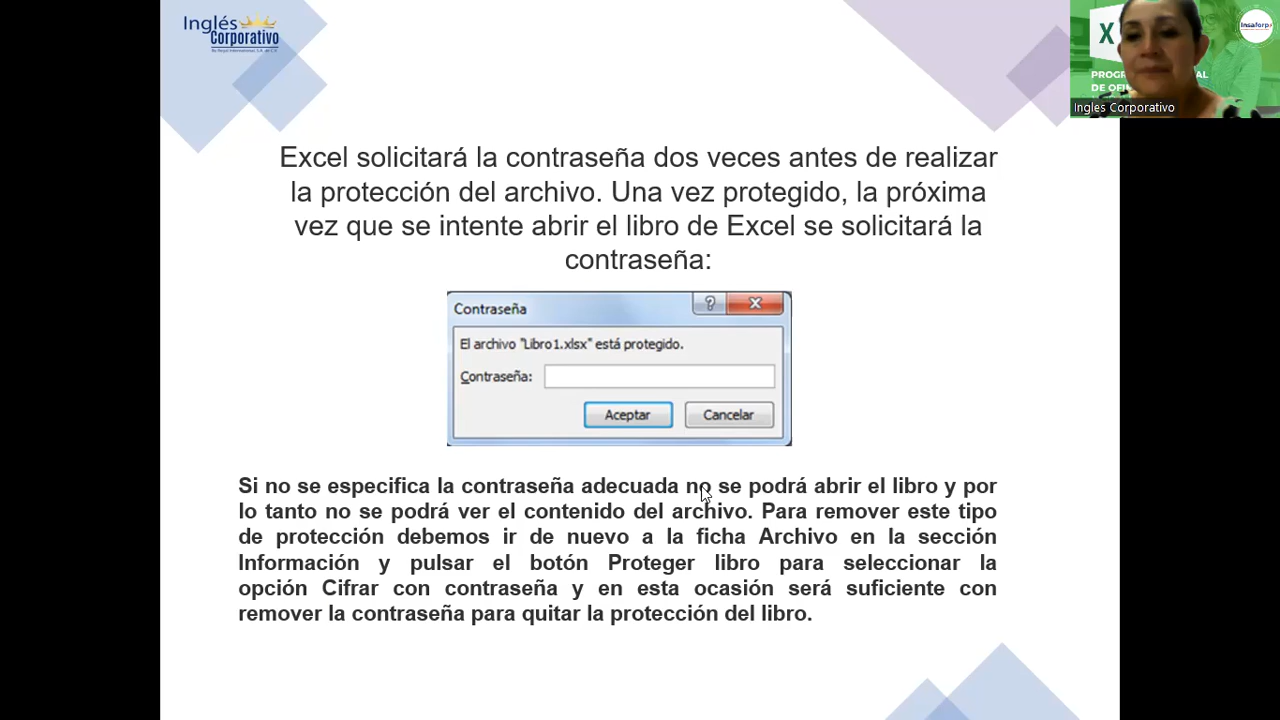 Inglés
Corporativo
Excel solicitará la contraseña dos veces antes de realizar
la protección del archivo. Una vez protegido, la próxima
vez que se intente abrir el libro de Excel se solicitará la
contraseña:
Contraseña
?
El archivo "Libro1.xlsx" está protegido.
Contraseña:
Aceptar
Cancelar
Si no se especifica la contraseña adecuada no se podrá abrir el libro y por
lo tanto no se podrá ver el contenido del archivo. Para remover este tipo
de protección debemos ir de nuevo a la ficha Archivo en la sección
Información y pulsar el botón Proteger libro para seleccionar la
opción Cifrar con contraseña y en esta ocasión será suficiente con
remover la contraseña para quitar la protección del libro.
X
Insaforp
Ingles Corporativo